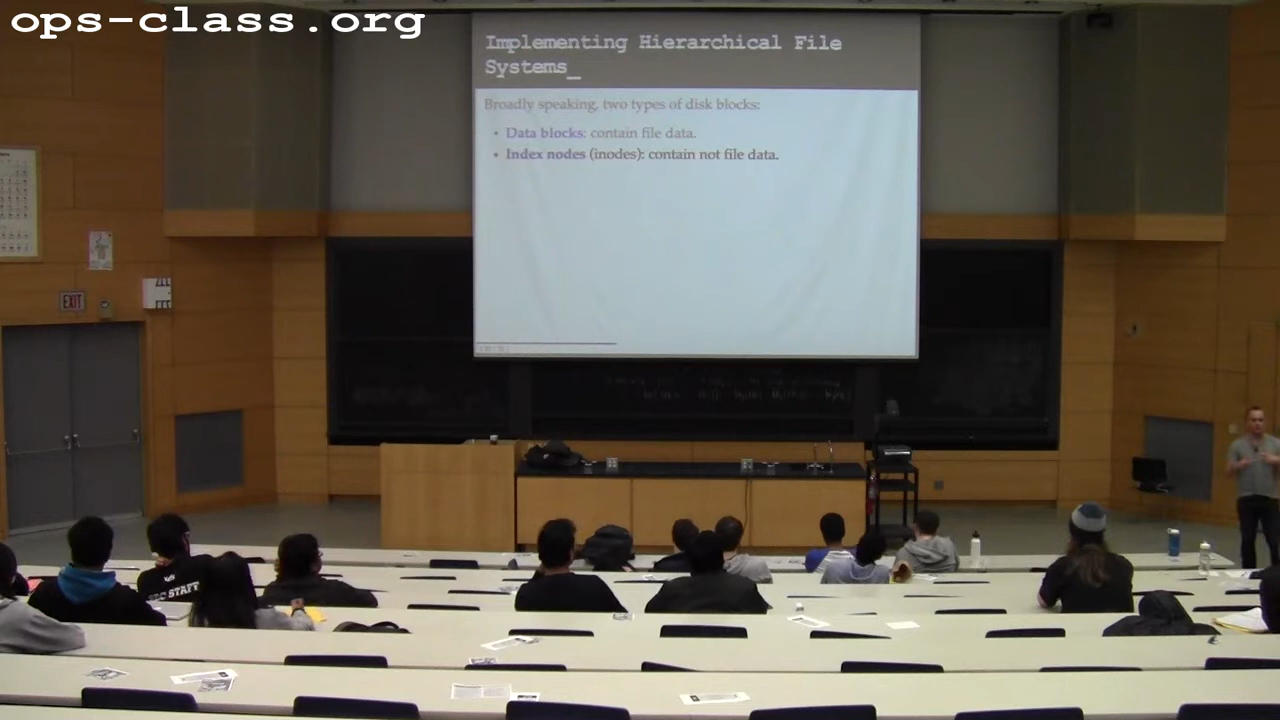 ops-class.org
Implementing Hierarchical File
Systems_
Broadly speaking, two types of disk blocks:
• Data blocks: contain file data.
• Index nodes (inodes): contain not file data.
EXIT
STAFF